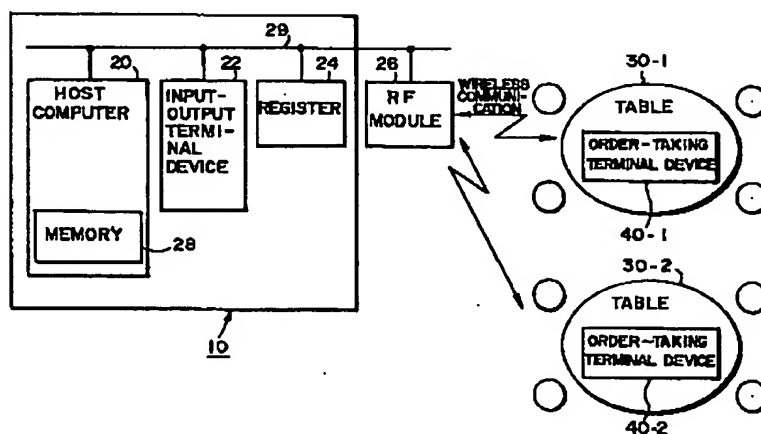 29
20
HOST
COMPUTER
MEMORY
28
22
INPUT-
OUTPUT
TERMI-
NAL
DEVICE
24
REGISTER
26
RF
MODULE
10
WIRELESS
COMMUNI-
CATION
30-1
TABLE
ORDER-TAKING
TERMINAL DEVICE
40-1
30-2
TABLE
ORDER-TAKING
TERMINAL DEVICE
40-2